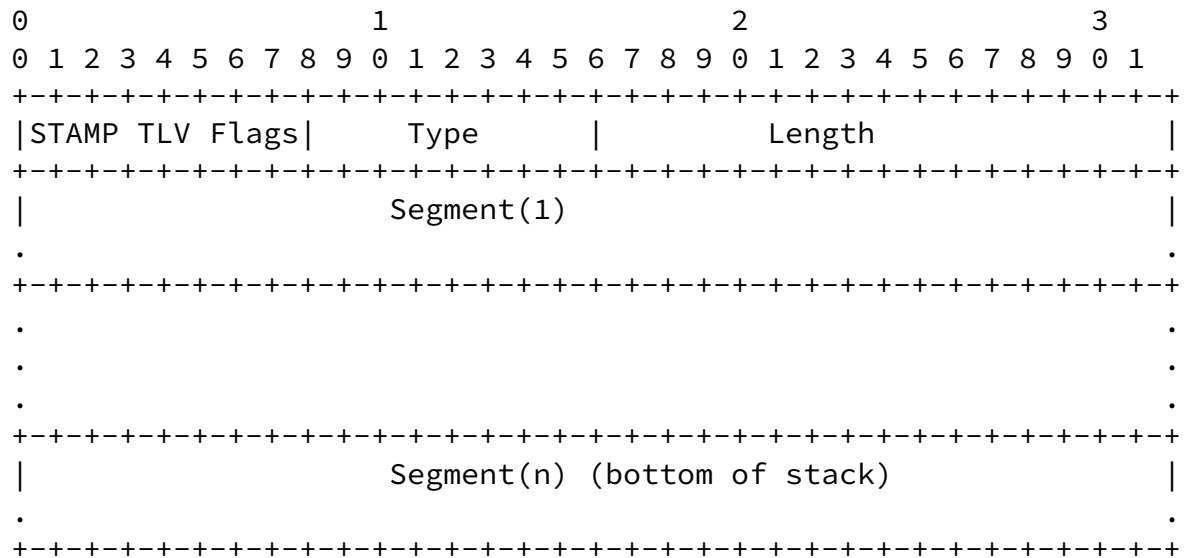 0                   1                   2                   3
0 1 2 3 4 5 6 7 8 9 0 1 2 3 4 5 6 7 8 9 0 1 2 3 4 5 6 7 8 9 0 1
+-+-+-+-+-+-+-+-+-+-+-+-+-+-+-+-+-+-+-+-+-+-+-+-+-+-+-+-+-+-+-+-+
|STAMP TLV Flags|     Type      |         Length                |
+-+-+-+-+-+-+-+-+-+-+-+-+-+-+-+-+-+-+-+-+-+-+-+-+-+-+-+-+-+-+-+-+
|                    Segment(1)                                 |
.                                                               .
+-+-+-+-+-+-+-+-+-+-+-+-+-+-+-+-+-+-+-+-+-+-+-+-+-+-+-+-+-+-+-+-+
.                                                               .
.                                                               .
.                                                               .
+-+-+-+-+-+-+-+-+-+-+-+-+-+-+-+-+-+-+-+-+-+-+-+-+-+-+-+-+-+-+-+-+
|                    Segment(n) (bottom of stack)               |
.                                                               .
+-+-+-+-+-+-+-+-+-+-+-+-+-+-+-+-+-+-+-+-+-+-+-+-+-+-+-+-+-+-+-+-+